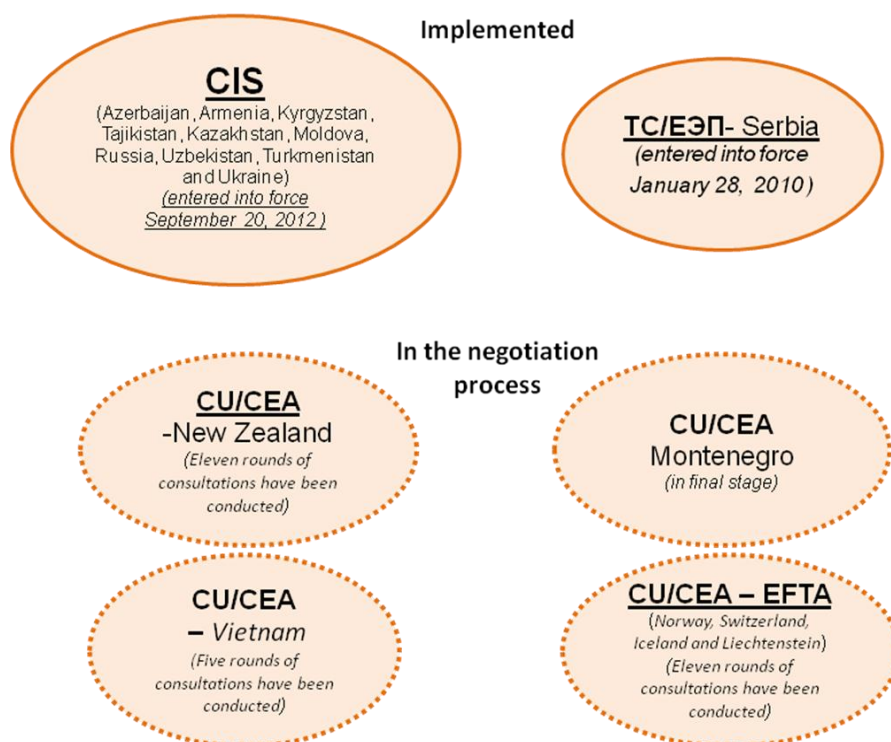 Implemented
CIS
(Azerbaijan, Armenia, Kyrgyzstan,
Tajikistan, Kazakhstan, Moldova,
Russia, Uzbekistan, Turkmenistan
and Ukraine)
(entered into force
September 20, 2012)
ТС/ЕЭП- Serbia
(entered into force
January 28, 2010)
In the negotiation
process
CU/CEA
-New Zealand
(Eleven rounds of
consultations have been
conducted)
CU/CEA
Montenegro
(in final stage)
CU/CEA
– Vietnam
(Five rounds of
consultations have been
conducted)
CU/CEA – EFTA
(Norway, Switzerland,
Iceland and Liechtenstein)
(Eleven rounds of
consultations have been
conducted)